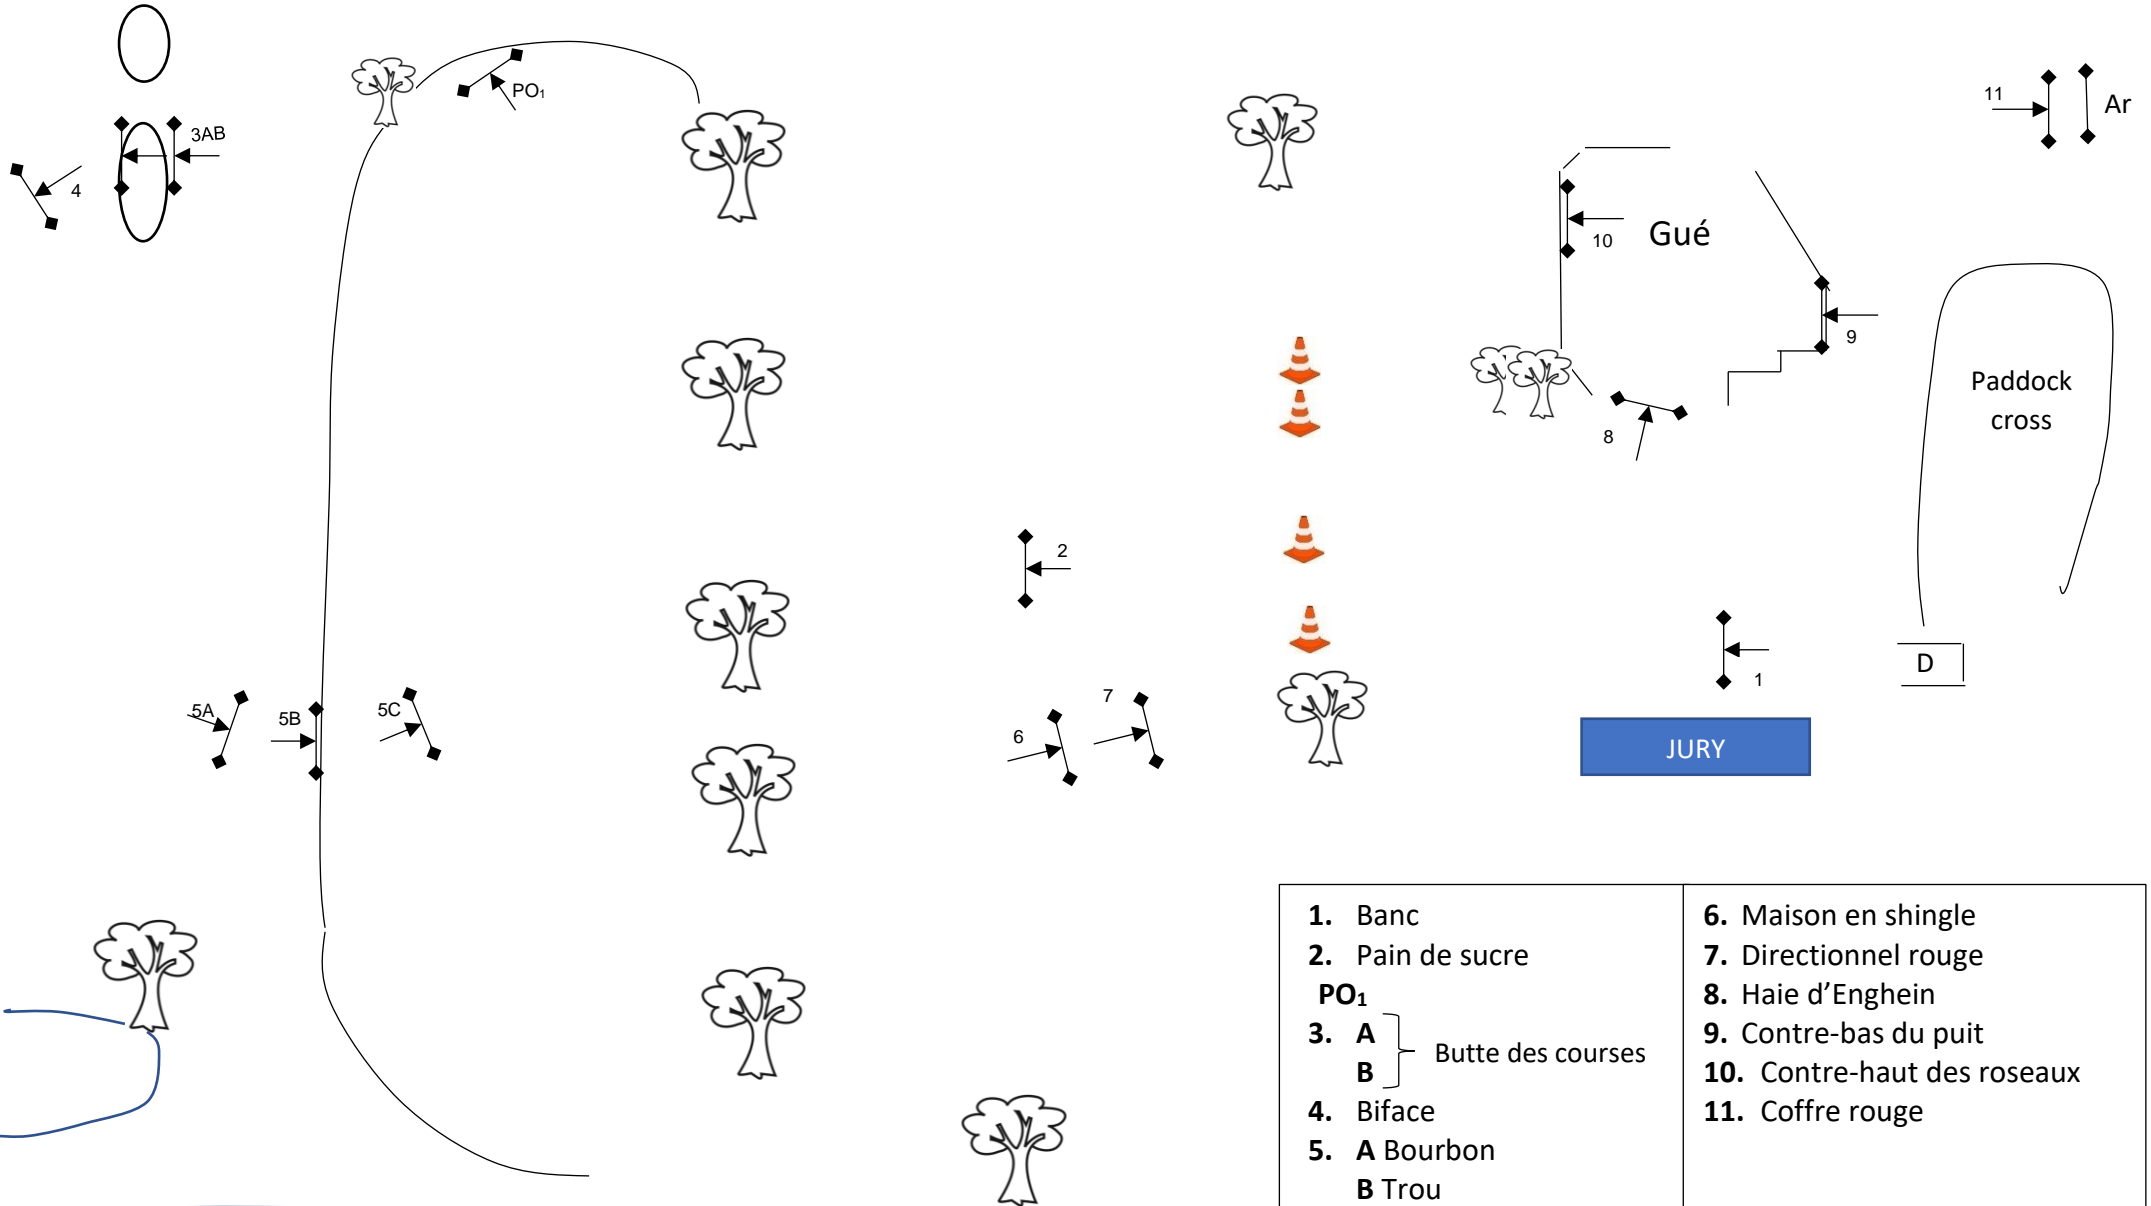 PO₁
3AB
4
11
Ar
10
Gué
9
Paddock
cross
8
2
1
D
JURY
5A
5B
5C
6
7
1. Banc
2. Pain de sucre
PO₁
3. A
B
Butte des courses
4. Biface
5. A Bourbon
B Trou
6. Maison en shingle
7. Directionnel rouge
8. Haie d’Enghein
9. Contre-bas du puit
10. Contre-haut des roseaux
11. Coffre rouge